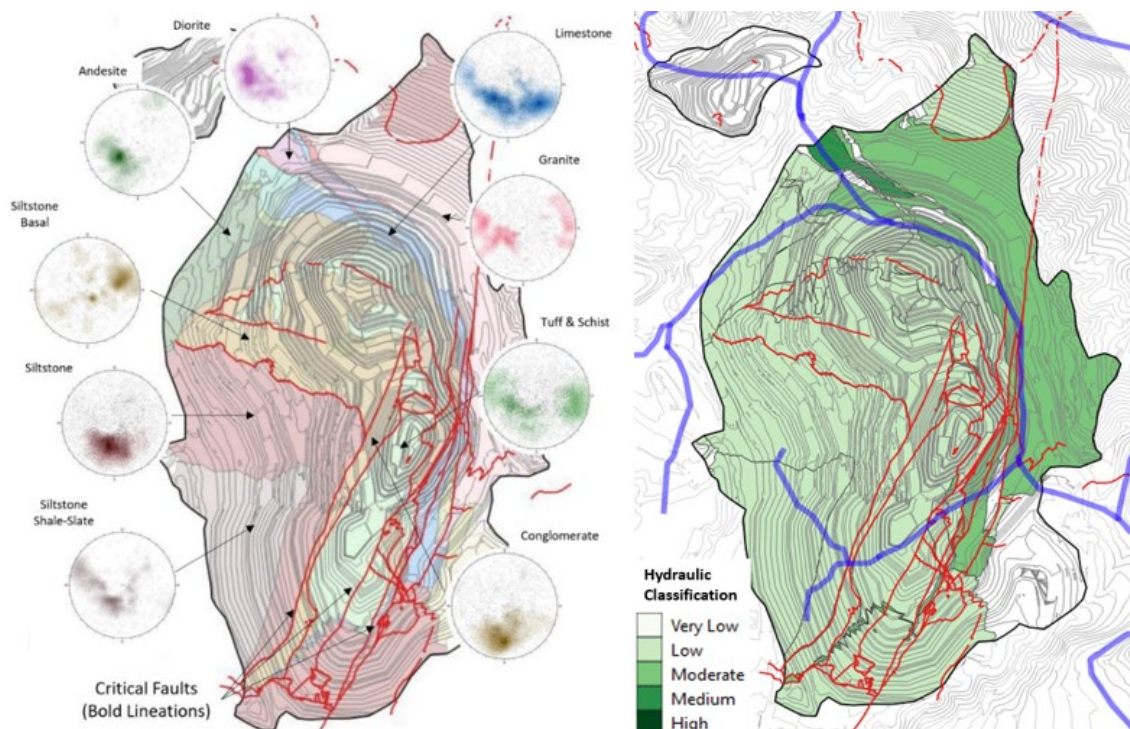 Diorite
Limestone
Andesite
Granite
Siltstone
Basal
Tuff & Schist
Siltstone
Siltstone
Shale-Slate
Conglomerate
Critical Faults
(Bold Lineations)
Hydraulic
Classification
Very Low
Low
Moderate
Medium
High